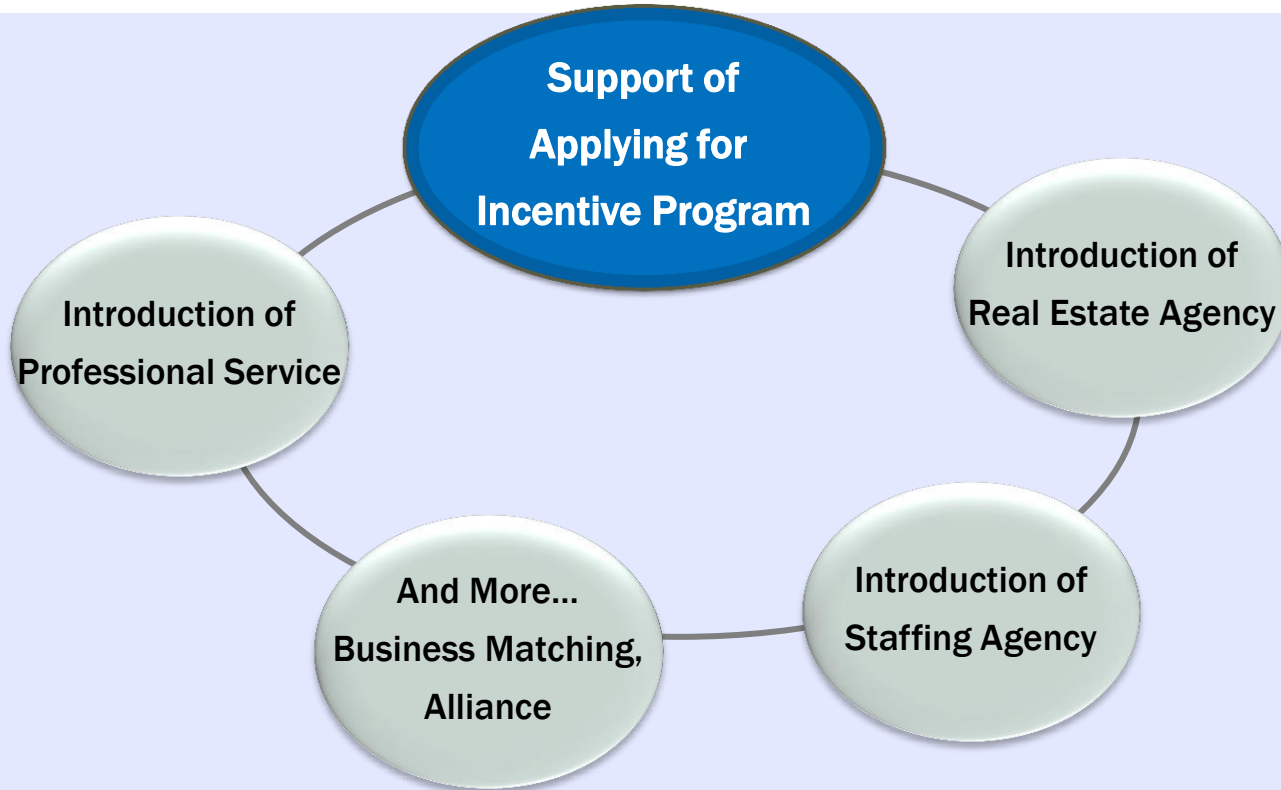 Support of
Applying for
Incentive Program
Introduction of
Real Estate Agency
Introduction of
Professional Service
Introduction of
Staffing Agency
And More...
Business Matching,
Alliance